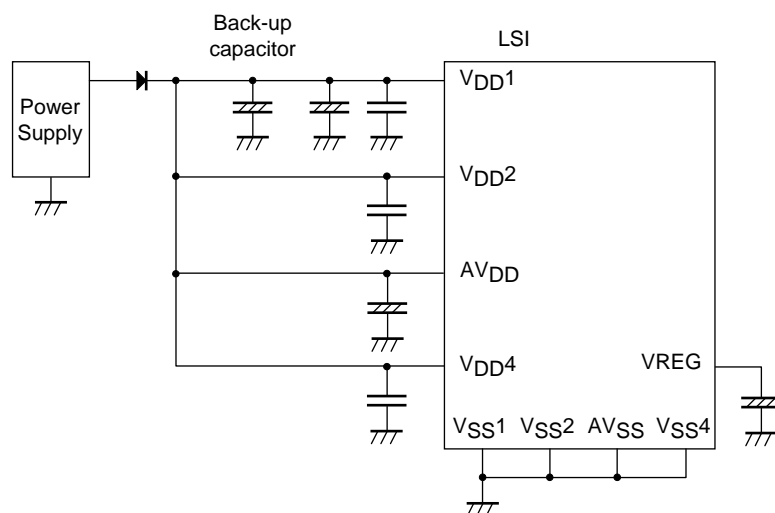 Back-up
capacitor
LSI
Power
Supply
VDD1
VDD2
AVDD
VDD4
VREG
VSS1 VSS2 AVSS VSS4